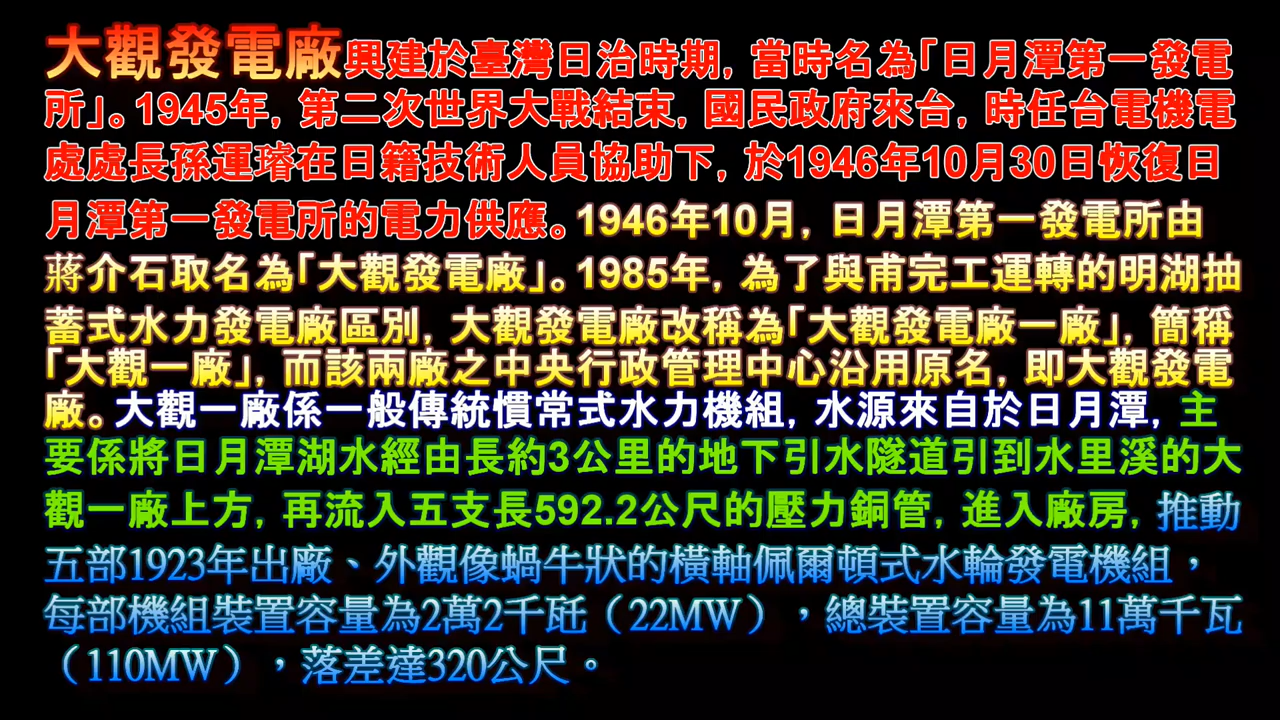 大觀發電廠興建於臺灣日治時期，當時名為「日月潭第一發電
所」。1945年，第二次世界大戰結束，國民政府來台，時任台電機電
處處長孫運璿在日籍技術人員協助下，於1946年10月30日恢復日
月潭第一發電所的電力供應。1946年10月，日月潭第一發電所由
蔣介石取名為「大觀發電廠」。1985年，為了與甫完工運轉的明湖抽
蓄式水力發電廠區別，大觀發電廠改稱為「大觀發電廠一廠」，簡稱
「大觀一廠」，而該兩廠之中央行政管理中心沿用原名，即大觀發電
廠。大觀一廠係一般傳統慣常式水力機組，水源來自於日月潭，主
要係將日月潭湖水經由長約3公里的地下引水隧道引到水里溪的大
觀一廠上方，再流入五支長592.2公尺的壓力銅管，進入廠房，推動
五部1923年出廠、外觀像蝸牛狀的橫軸佩爾頓式水輪發電機組，
每部機組裝置容量為2萬2千瓩（22MW），總裝置容量為11萬千瓦
（110MW），落差達320公尺。